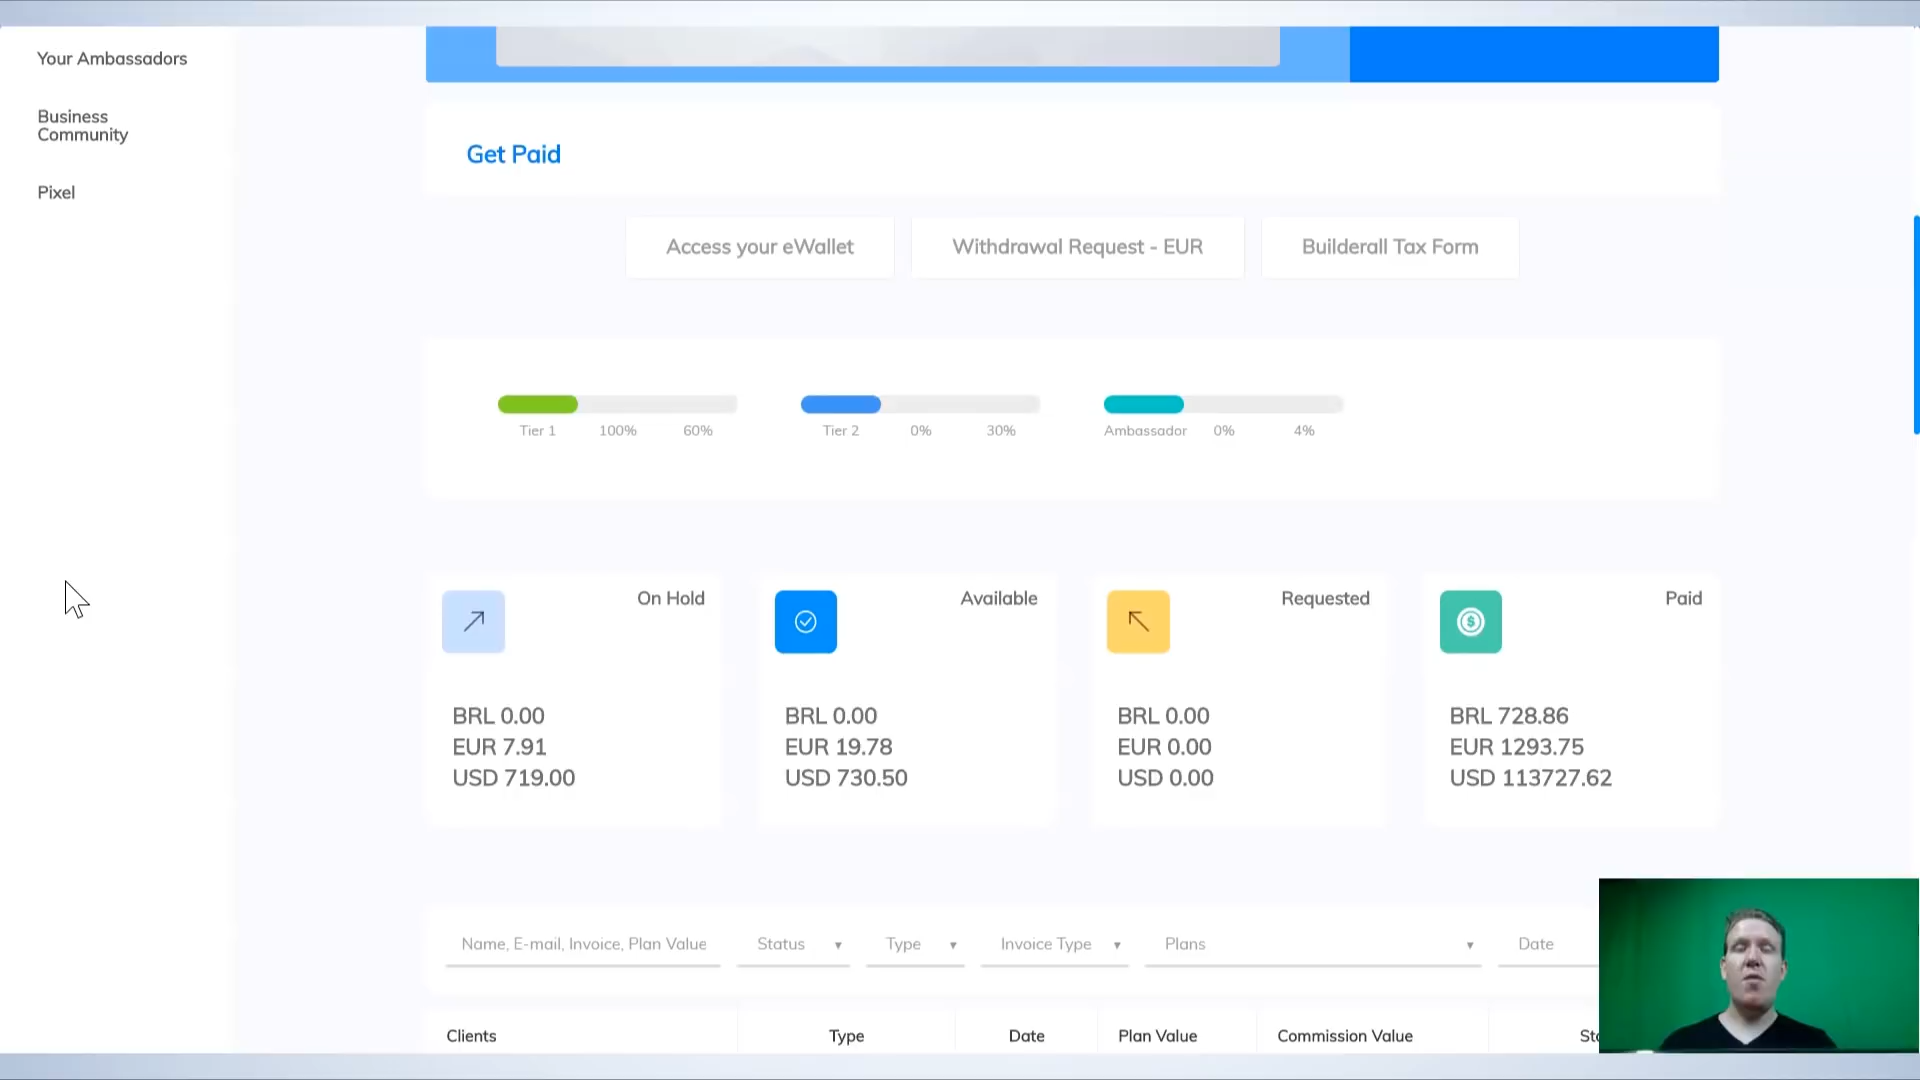 Your Ambassadors
Business
Community
Pixel
Get Paid
Access your eWallet
Withdrawal Request - EUR
Builderall Tax Form
Tier 1 100% 60%
Tier 2 0% 30%
Ambassador 0% 4%
On Hold
BRL 0.00
EUR 7.91
USD 719.00
Available
BRL 0.00
EUR 19.78
USD 730.50
Requested
BRL 0.00
EUR 0.00
USD 0.00
Paid
BRL 728.86
EUR 1293.75
USD 113727.62
Name, E-mail, Invoice, Plan Value Status Type Invoice Type Plans Date
Clients Type Date Plan Value Commission Value